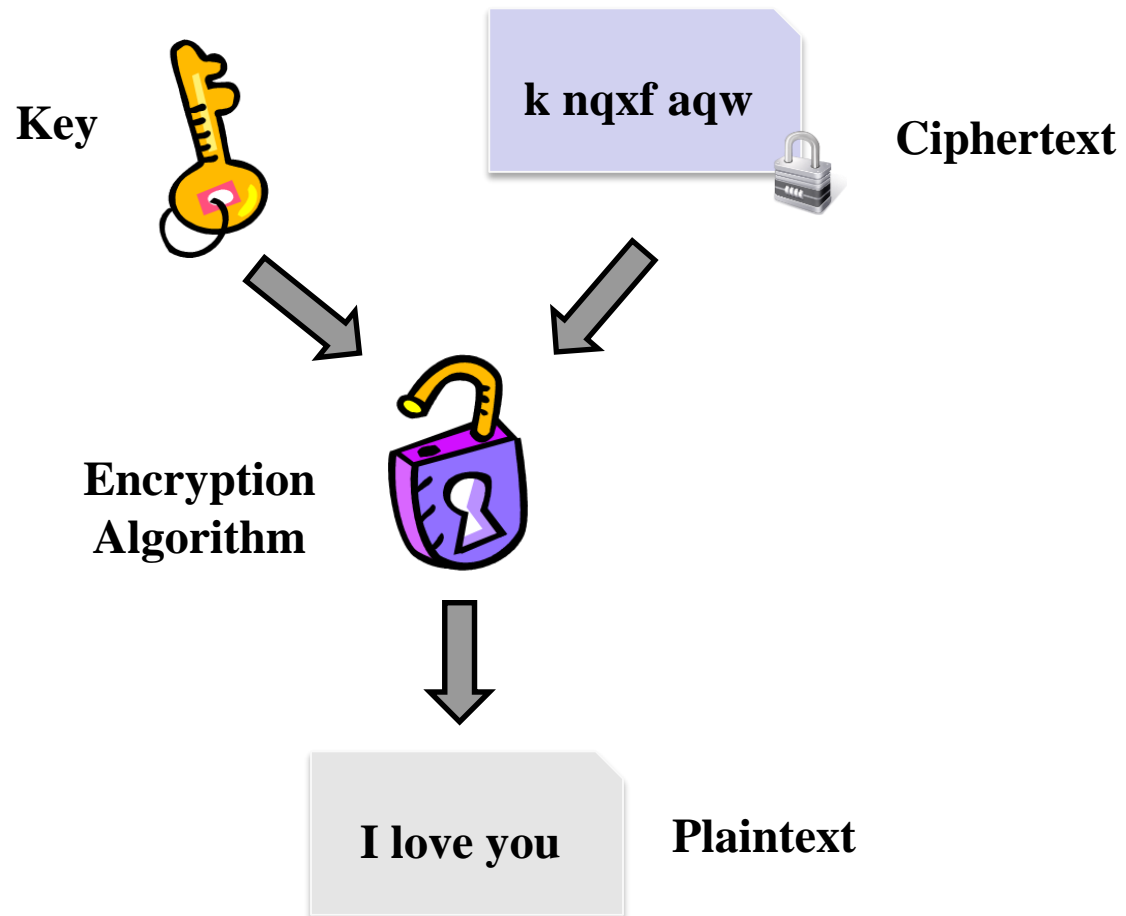 Key
k nqxf aqw
Ciphertext
Encryption
Algorithm
I love you
Plaintext